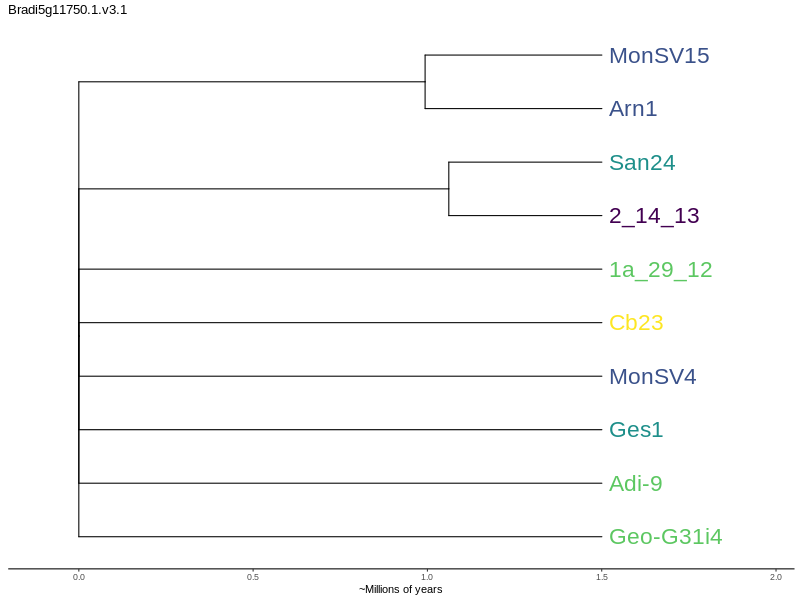 Bradi5g11750.1.v3.1
MonSV15
Arn1
San24
2_14_13
1a_29_12
Cb23
MonSV4
Ges1
Adi-9
Geo-G31i4
0.0 0.5 1.0 1.5 2.0
~Millions of years